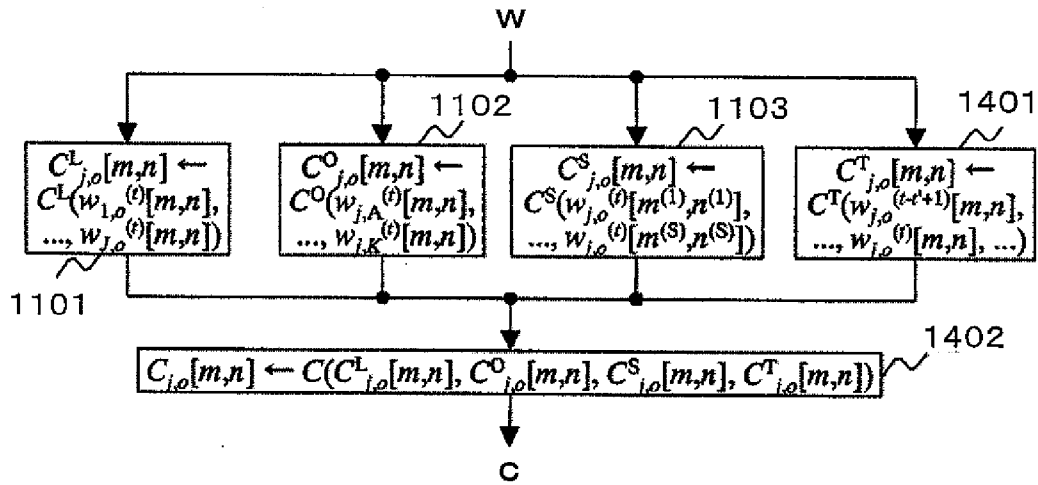 W
1102
1103
1401
C^L_{j,o}[m,n] ←
C^L(w_{1,o}^{(t)}[m,n],
..., w_{J,o}^{(t)}[m,n])
C^O_{j,o}[m,n] ←
C^O(w_{j,A}^{(t)}[m,n],
..., w_{j,K}^{(t)}[m,n])
C^S_{j,o}[m,n] ←
C^S(w_{j,o}^{(t)}[m^{(1)},n^{(1)}],
..., w_{j,o}^{(t)}[m^{(S)},n^{(S)}])
C^T_{j,o}[m,n] ←
C^T(w_{j,o}^{(t-t'+1)}[m,n],
..., w_{j,o}^{(t)}[m,n], ...)
1101
1402
C_{j,o}[m,n] ← C(C^L_{j,o}[m,n], C^O_{j,o}[m,n], C^S_{j,o}[m,n], C^T_{j,o}[m,n])
C